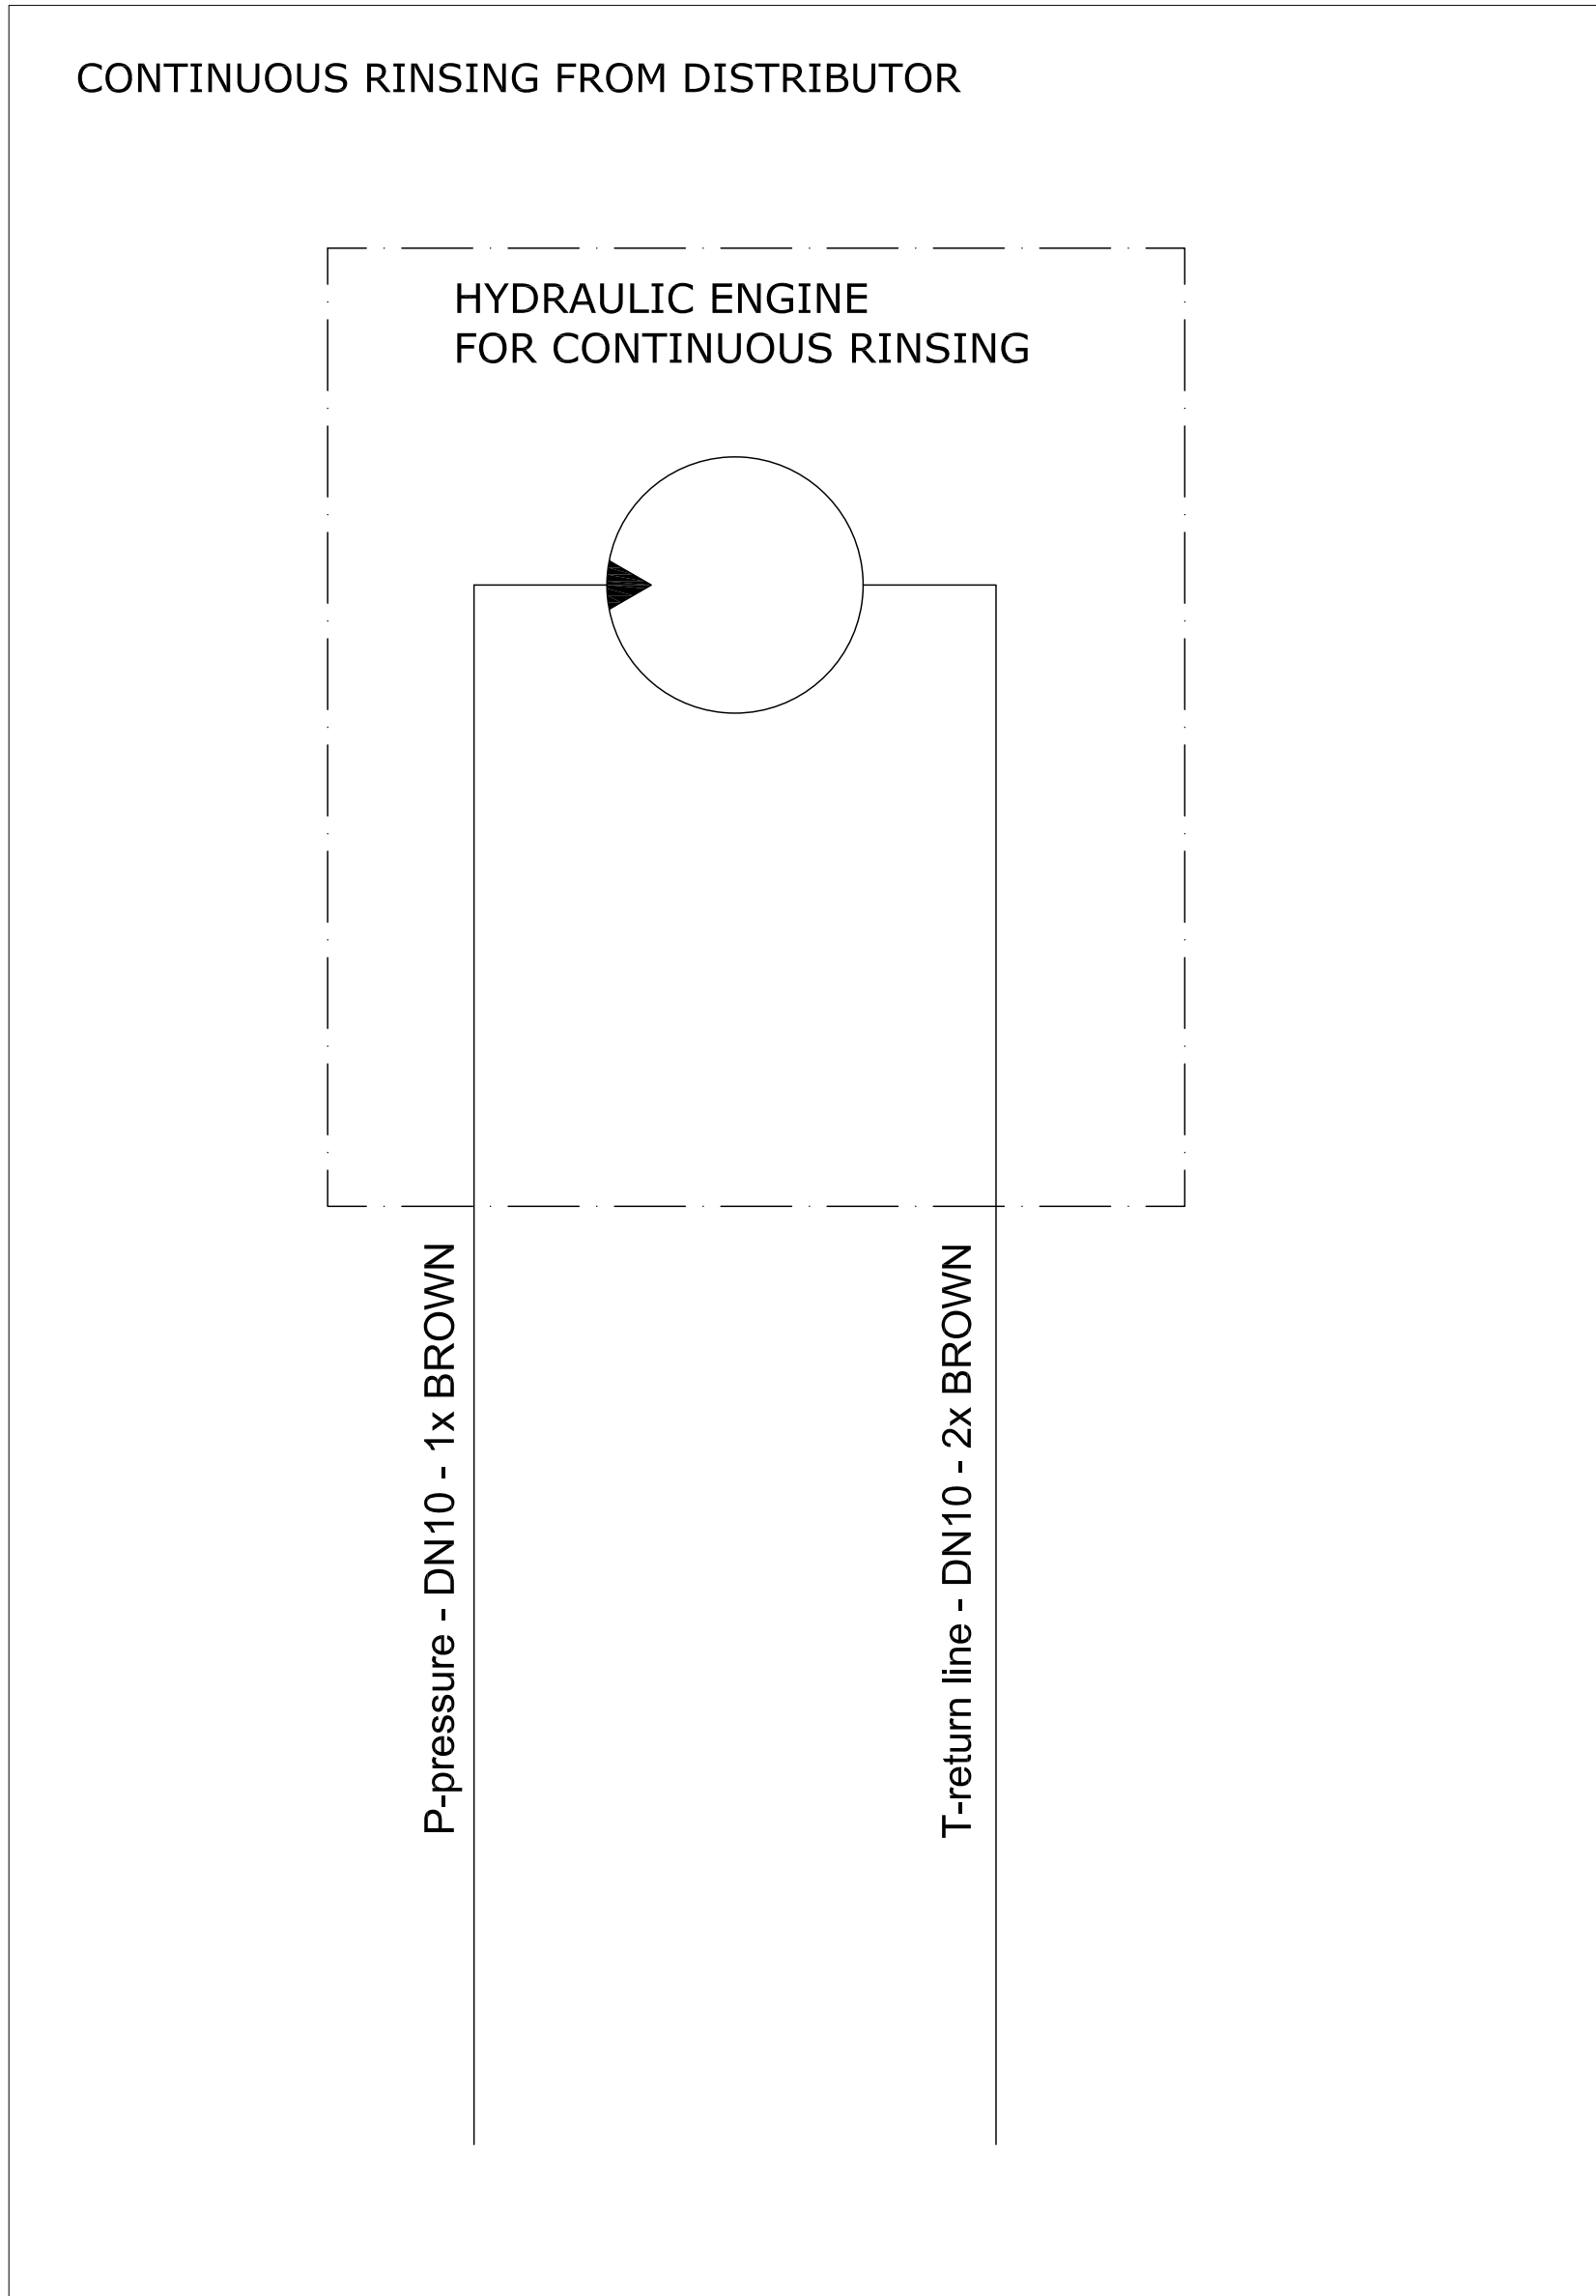 CONTINUOUS RINSING FROM DISTRIBUTOR
HYDRAULIC ENGINE
FOR CONTINUOUS RINSING
P-pressure - DN10 - 1x BROWN
T-return line - DN10 - 2x BROWN